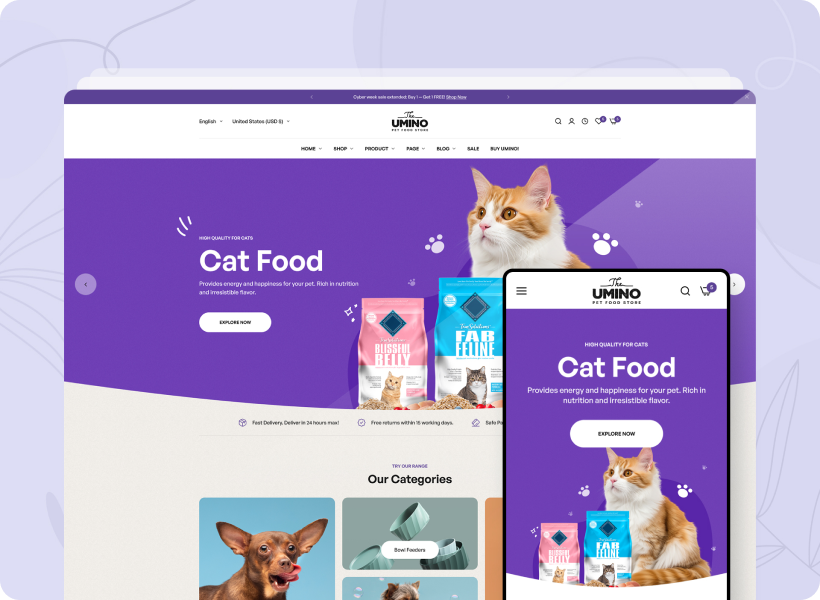 Cyber week sale extended: Buy 1 — Get 1 FREE! Shop Now
English
United States (USD $)
The
UMINO
PET FOOD STORE
HOME
SHOP
PRODUCT
PAGE
BLOG
SALE
BUY UMINO!
HIGH QUALITY FOR CATS
Cat Food
Provides energy and happiness for your pet. Rich in nutrition
and irresistible flavor.
EXPLORE NOW
BLISSFUL
BELLY
FAB
FELINE
Fast Delivery, Deliver in 24 hours max!
Free returns within 15 working days.
Safe Pa
TRY OUR RANGE
Our Categories
Bowl Feeders
The
UMINO
PET FOOD STORE
5
HIGH QUALITY FOR CATS
Cat Food
Provides energy and happiness for your pet. Rich in
nutrition and irresistible flavor.
EXPLORE NOW
BLISSFUL
BELLY
FAB
FELINE